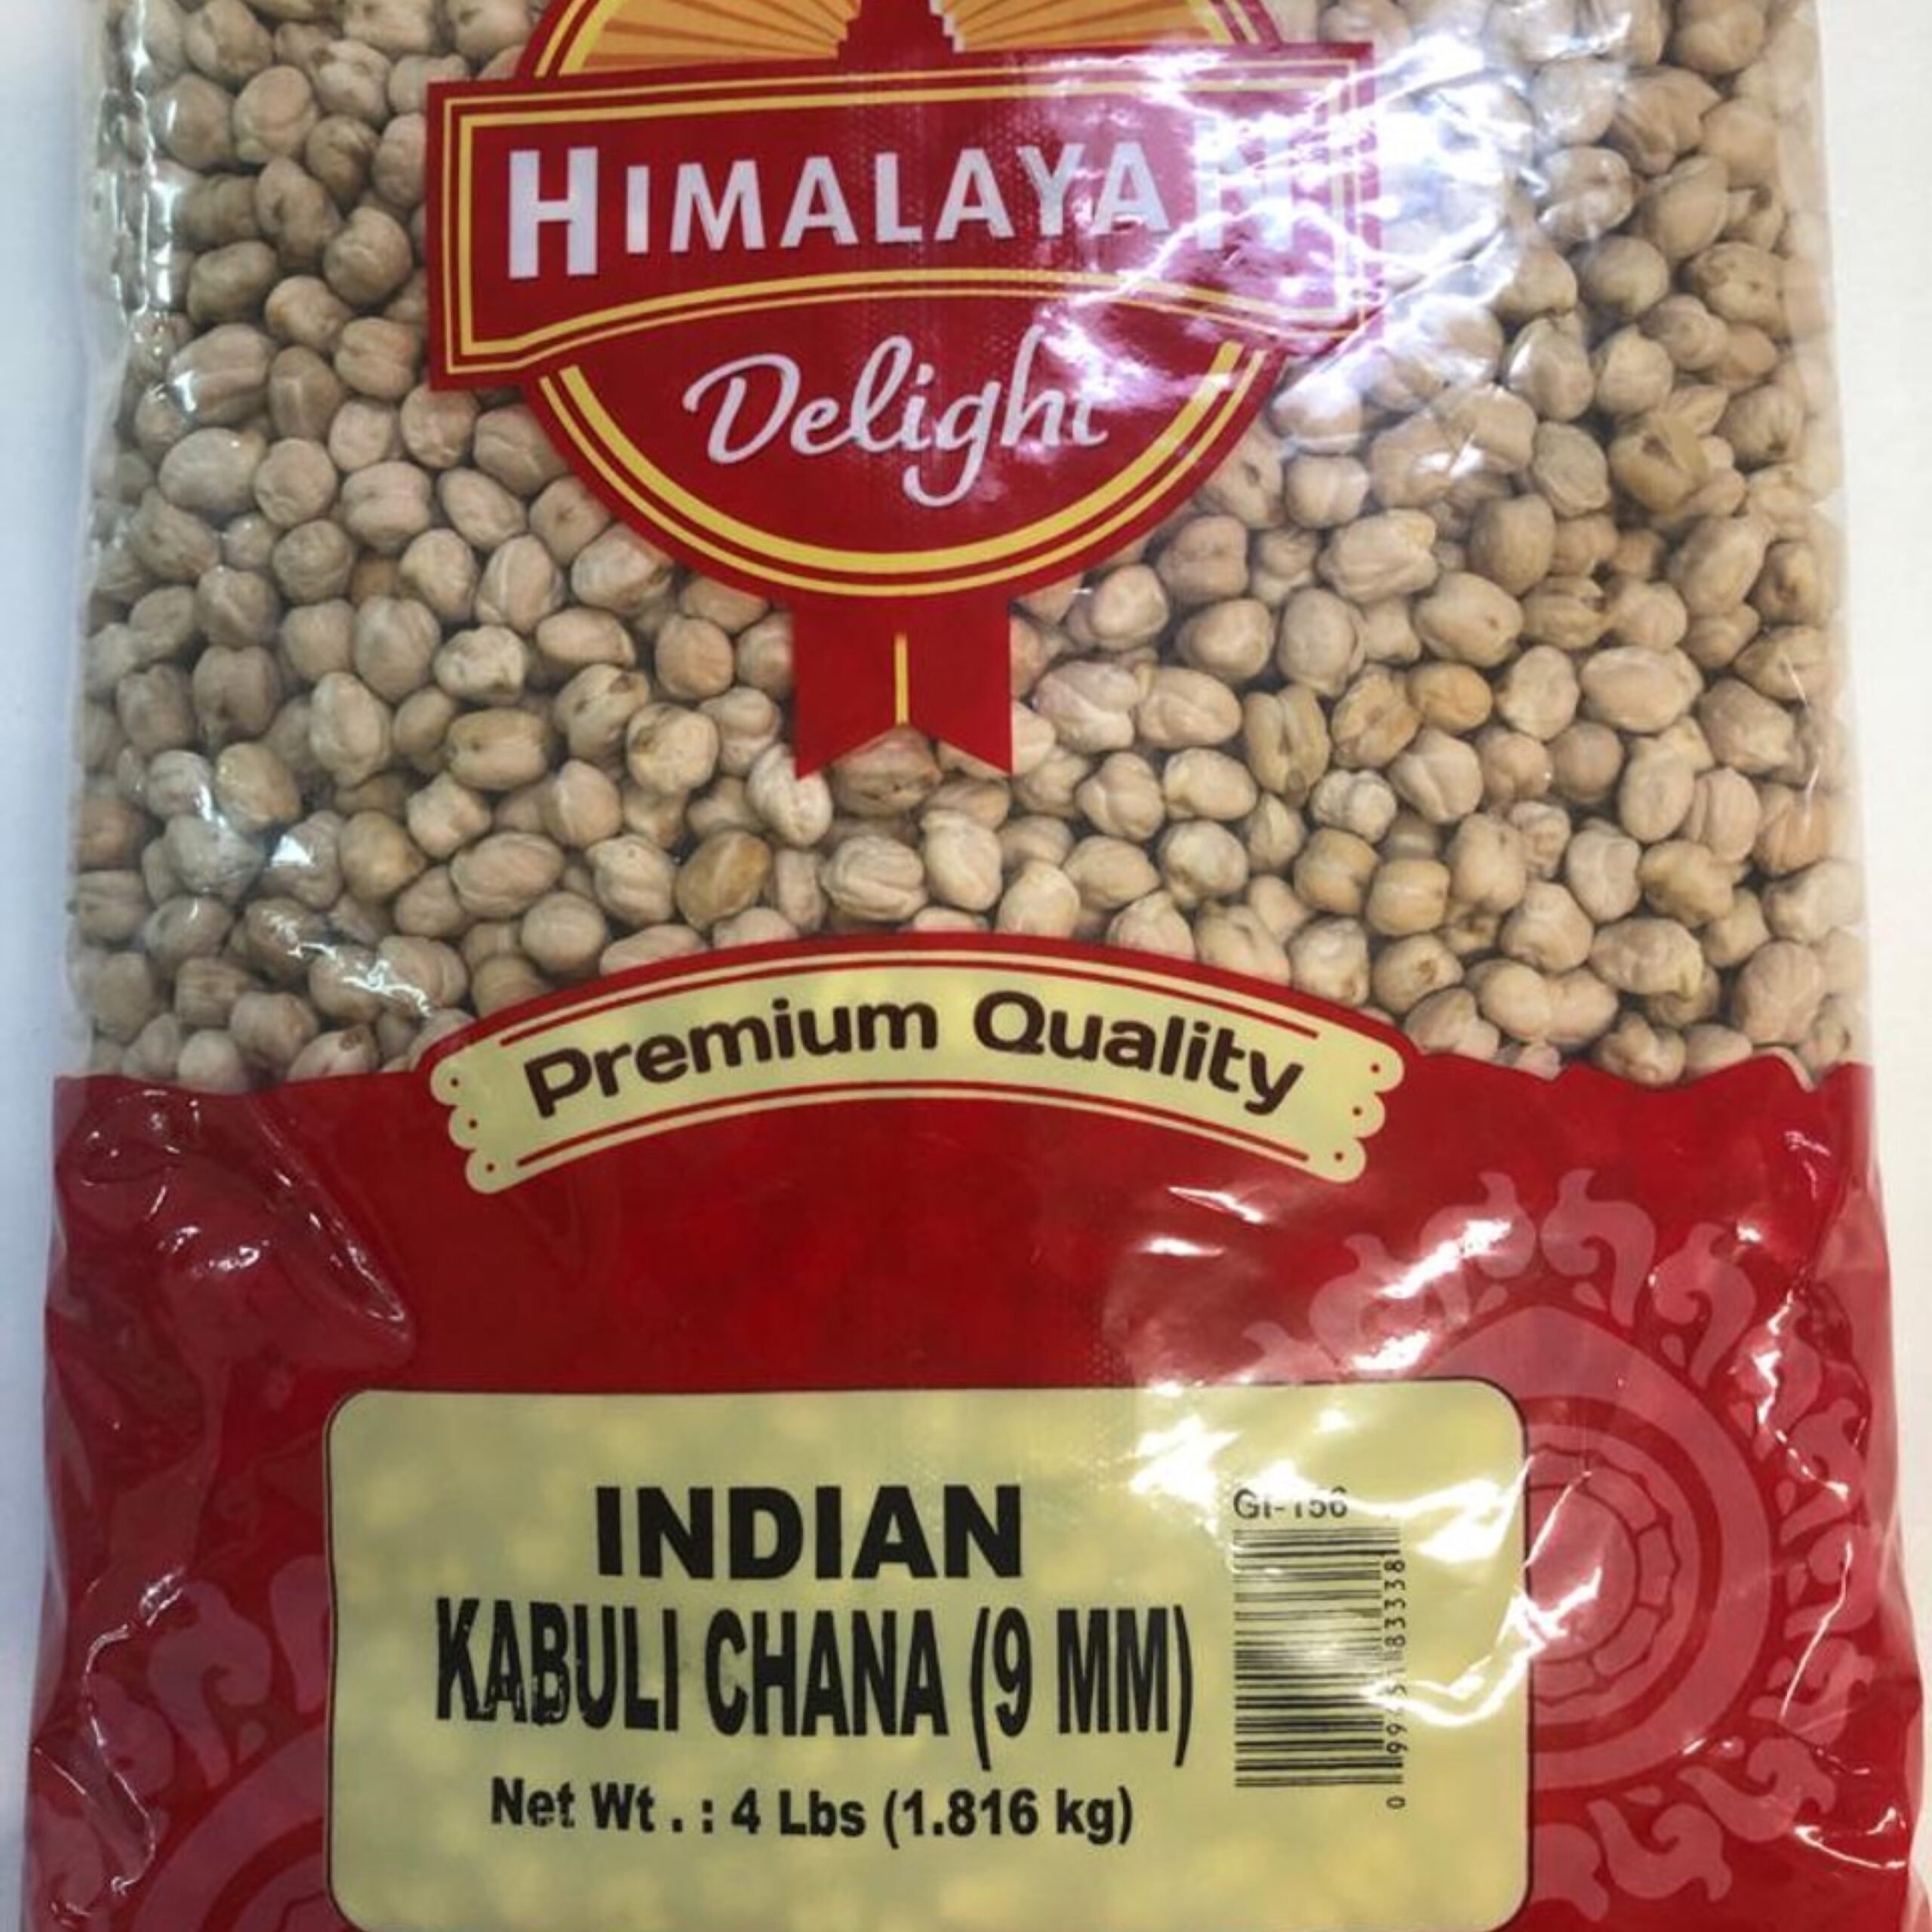 HIMALAYAN
Delight
Premium Quality
INDIAN
KABULI CHANA (9 MM)
Net Wt . : 4 Lbs (1.816 kg)
GI-156